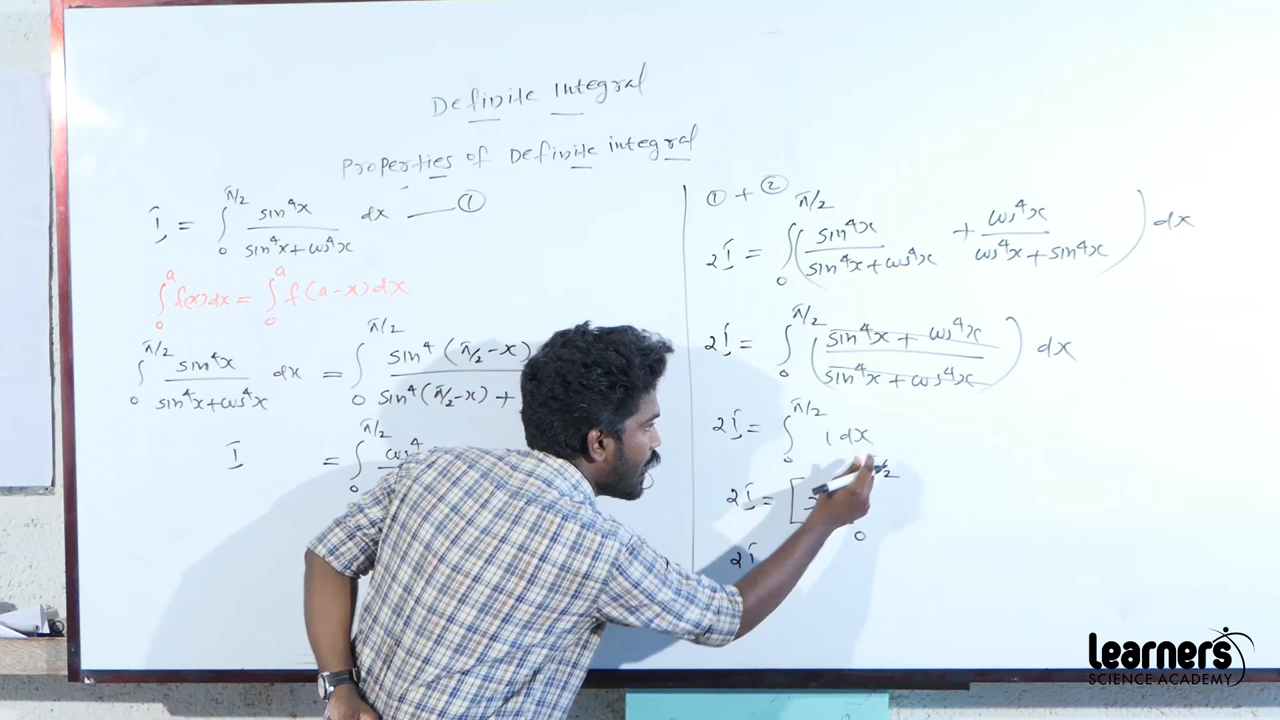 Definite Integral
Properties of Definite integral
I = ∫₀^π/2 sin⁴x / (sin⁴x + cos⁴x) dx — ①
∫₀^a f(x) dx = ∫₀^a f(a-x) dx
∫₀^π/2 sin⁴x / (sin⁴x + cos⁴x) dx = ∫₀^π/2 sin⁴(π/2-x) / sin⁴(π/2-x) +
I = ∫₀ ^π/2 cos⁴
① + ②
2I = ∫₀^π/2 ( sin⁴x / (sin⁴x + cos⁴x) + cos⁴x / (cos⁴x + sin⁴x) ) dx
2I = ∫₀^π/2 ( (sin⁴x + cos⁴x) / (sin⁴x + cos⁴x) ) dx
2I = ∫₀^π/2 1 dx
2I = [ 0
2I
Learners
SCIENCE ACADEMY